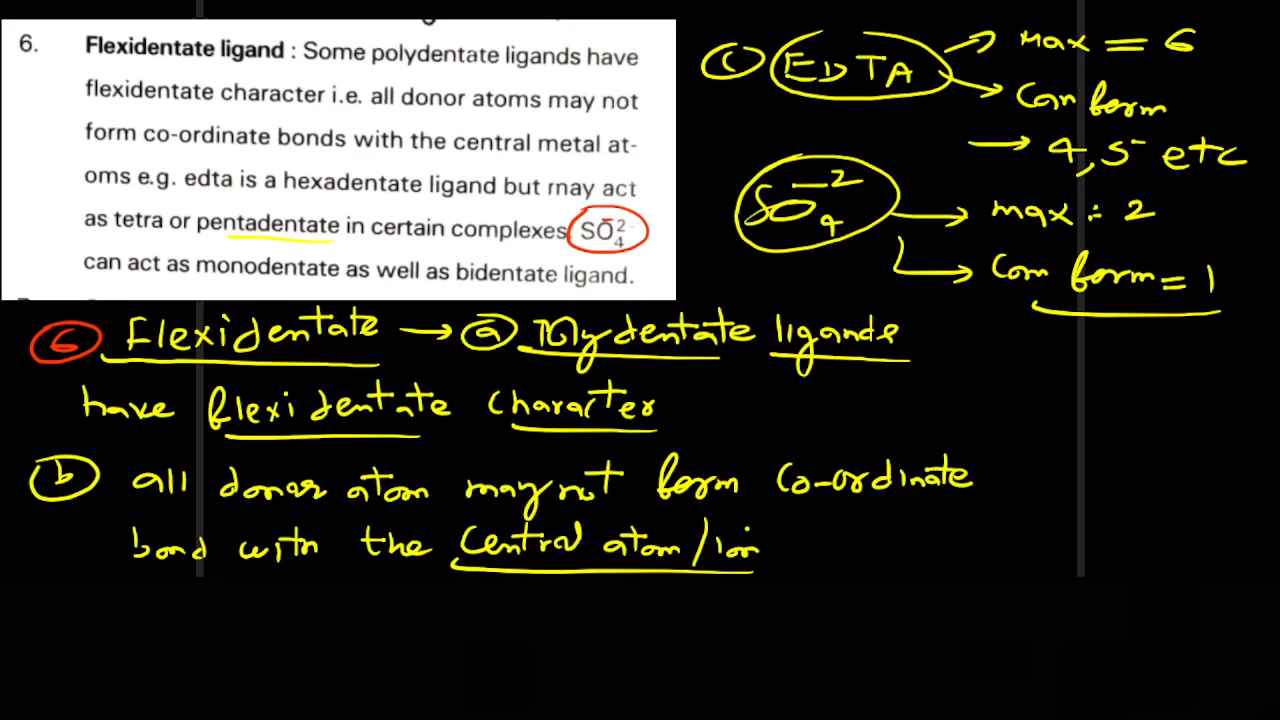 6. Flexidentate ligand : Some polydentate ligands have
flexidentate character i.e. all donor atoms may not
form co-ordinate bonds with the central metal at-
oms e.g. edta is a hexadentate ligand but may act
as tetra or pentadentate in certain complexes. SO₄²⁻
can act as monodentate as well as bidentate ligand.
(c) EDTA → Max = 6
→ Can form
→ 4, 5 etc
SO₄⁻² → max : 2
→ Can form = 1
(6) Flexidentate → (a) Polydentate ligands
have flexidentate character
(b) all donar atom may not form co-ordinate
bond with the central atom / ion